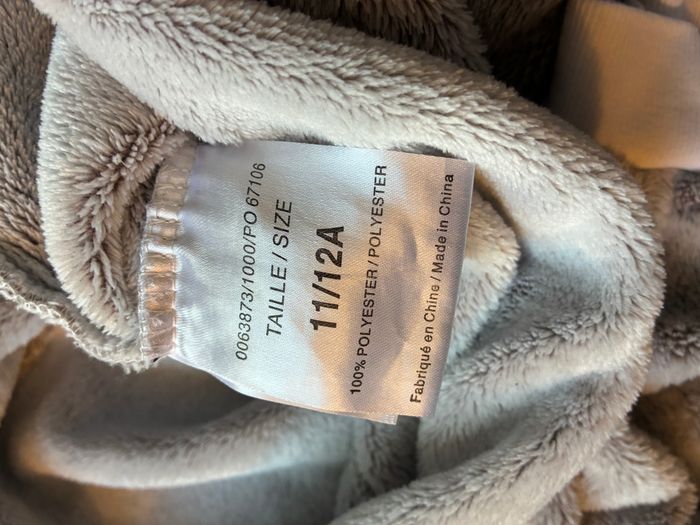 0063873/1000/PO 67106
TAILLE / SIZE
11/12A
100% POLYESTER / POLYESTER
Fabriqué en Chine / Made in China